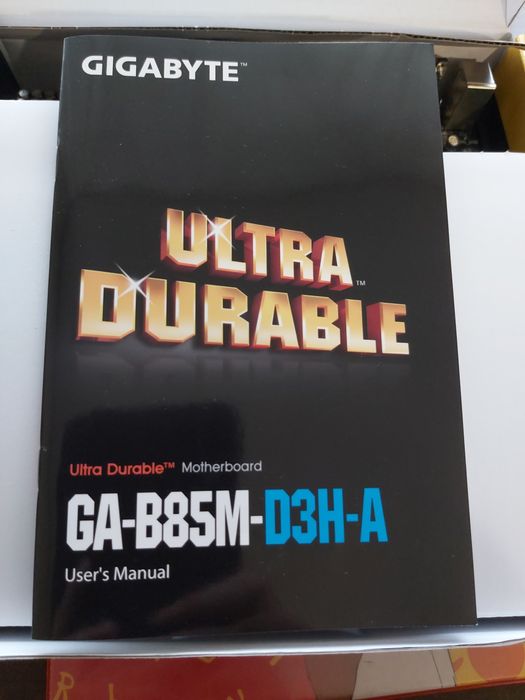 GIGABYTE™
ULTRA
DURABLE™
Ultra Durable™ Motherboard
GA-B85M-D3H-A
User's Manual